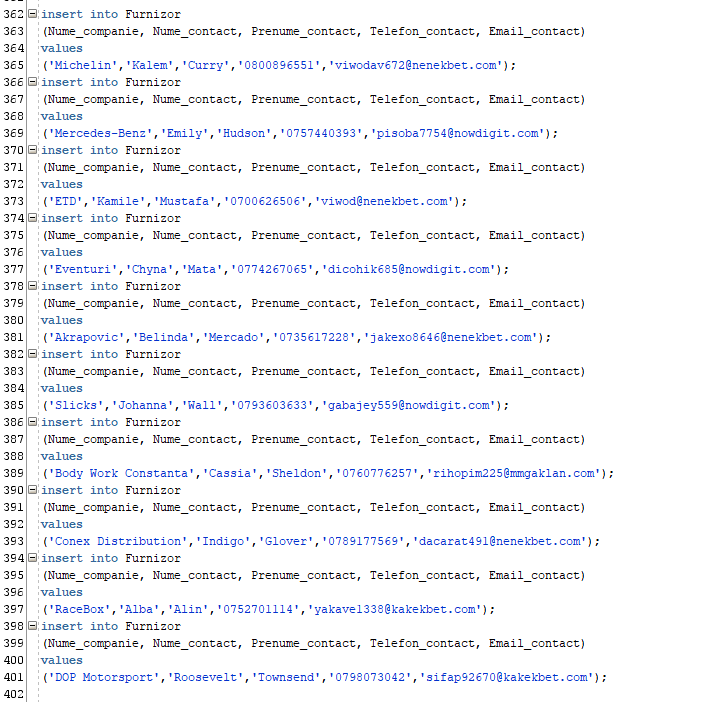 362 insert into Furnizor
363 (Nume_companie, Nume_contact, Prenume_contact, Telefon_contact, Email_contact)
364 values
365 ('Michelin','Kalem','Curry','0800896551','viwodav672@nenekbet.com');
366 insert into Furnizor
367 (Nume_companie, Nume_contact, Prenume_contact, Telefon_contact, Email_contact)
368 values
369 ('Mercedes-Benz','Emily','Hudson','0757440393','pisoba7754@nowdigit.com');
370 insert into Furnizor
371 (Nume_companie, Nume_contact, Prenume_contact, Telefon_contact, Email_contact)
372 values
373 ('ETD','Kamile','Mustafa','0700626506','viwod@nenekbet.com');
374 insert into Furnizor
375 (Nume_companie, Nume_contact, Prenume_contact, Telefon_contact, Email_contact)
376 values
377 ('Eventuri','Chyna','Mata','0774267065','dicohik685@nowdigit.com');
378 insert into Furnizor
379 (Nume_companie, Nume_contact, Prenume_contact, Telefon_contact, Email_contact)
380 values
381 ('Akrapovic','Belinda','Mercado','0735617228','jakexo8646@nenekbet.com');
382 insert into Furnizor
383 (Nume_companie, Nume_contact, Prenume_contact, Telefon_contact, Email_contact)
384 values
385 ('Slicks','Johanna','Wall','0793603633','gabajey559@nowdigit.com');
386 insert into Furnizor
387 (Nume_companie, Nume_contact, Prenume_contact, Telefon_contact, Email_contact)
388 values
389 ('Body Work Constanta','Cassia','Sheldon','0760776257','rihopim225@mmgaklan.com');
390 insert into Furnizor
391 (Nume_companie, Nume_contact, Prenume_contact, Telefon_contact, Email_contact)
392 values
393 ('Conex Distribution','Indigo','Glover','0789177569','dacarat491@nenekbet.com');
394 insert into Furnizor
395 (Nume_companie, Nume_contact, Prenume_contact, Telefon_contact, Email_contact)
396 values
397 ('RaceBox','Alba','Alin','0752701114','yakave1338@kakekbet.com');
398 insert into Furnizor
399 (Nume_companie, Nume_contact, Prenume_contact, Telefon_contact, Email_contact)
400 values
401 ('DOP Motorsport','Roosevelt','Townsend','0798073042','sifap92670@kakekbet.com');
402